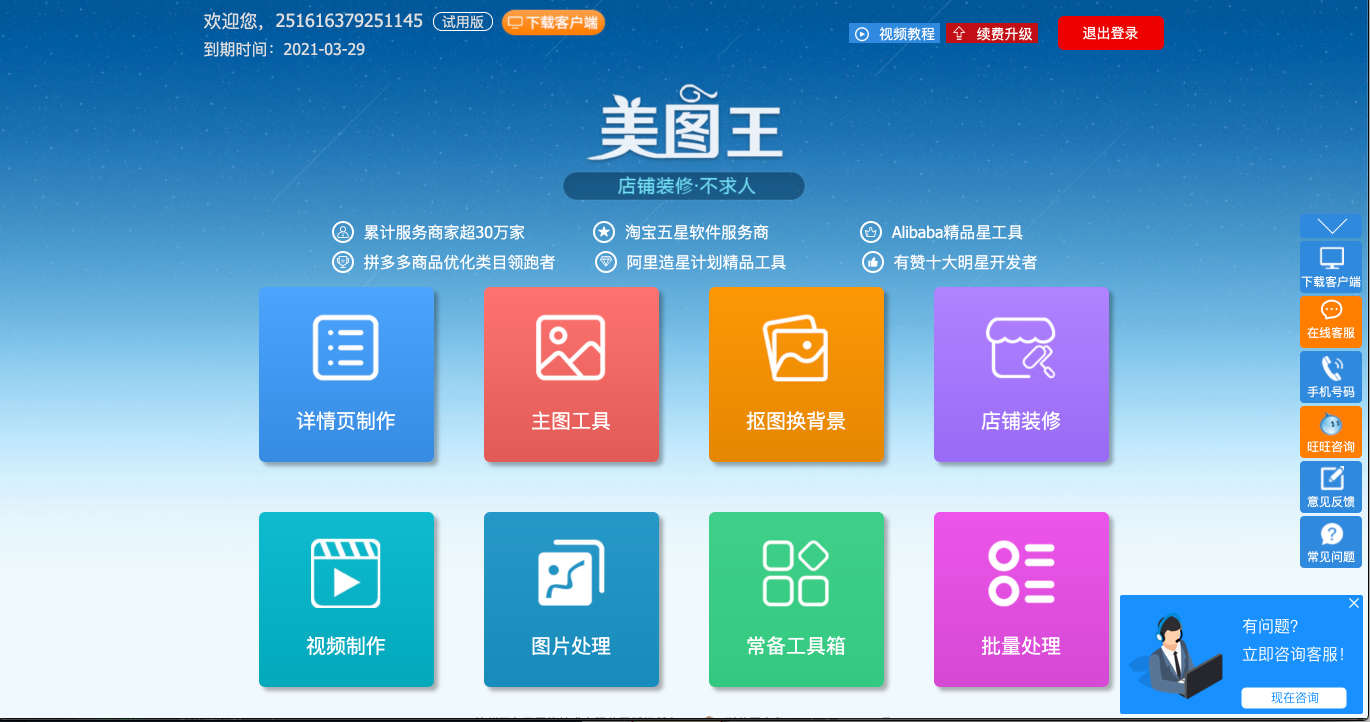 欢迎您，251616379251145 试用版 下载客户端
到期时间：2021-03-29
视频教程 续费升级 退出登录
美图王
店铺装修·不求人
累计服务商家超30万家 淘宝五星软件服务商 Alibaba精品星工具
拼多多商品优化类目领跑者 阿里造星计划精品工具 有赞十大明星开发者
详情页制作 主图工具 抠图换背景 店铺装修
视频制作 图片处理 常备工具箱 批量处理
下载客户端
在线客服
手机号码
旺旺咨询
意见反馈
常见问题
有问题?
立即咨询客服!
现在咨询